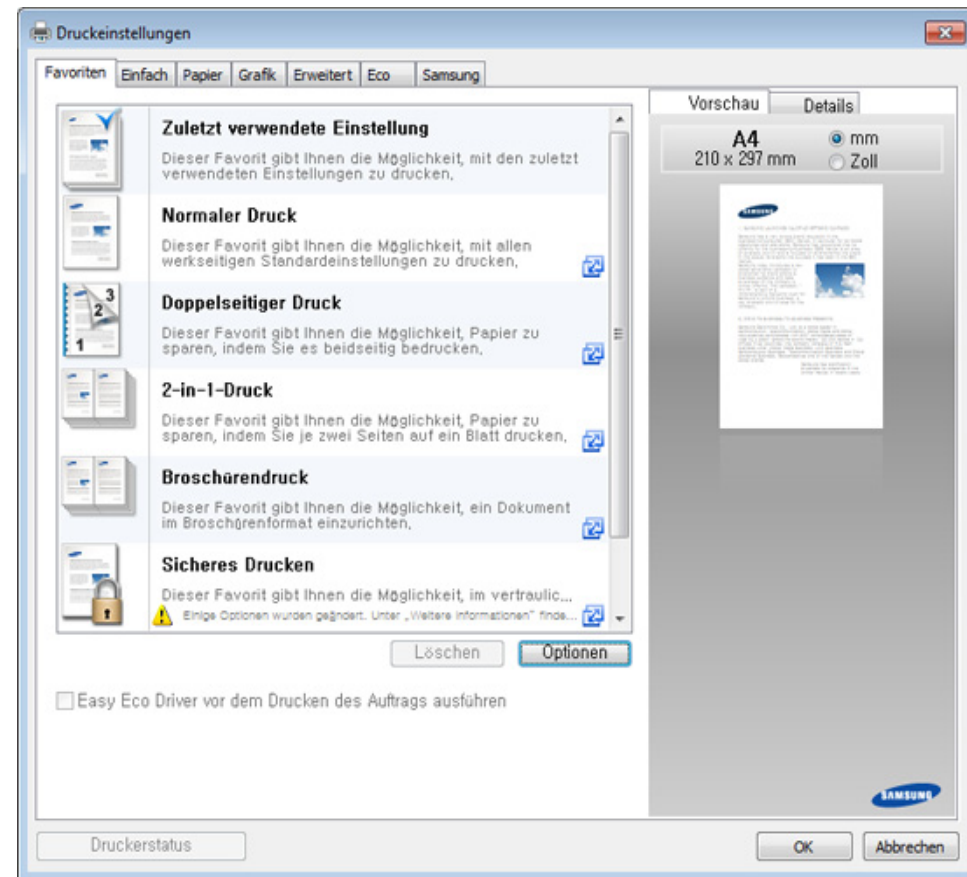 Druckeinstellungen
Favoriten Einfach Papier Grafik Erweitert Eco Samsung
Zuletzt verwendete Einstellung
Dieser Favorit gibt Ihnen die Möglichkeit, mit den zuletzt
verwendeten Einstellungen zu drucken.
Normaler Druck
Dieser Favorit gibt Ihnen die Möglichkeit, mit allen
werkseitigen Standardeinstellungen zu drucken.
3
2
1
Doppelseitiger Druck
Dieser Favorit gibt Ihnen die Möglichkeit, Papier zu
sparen, indem Sie es beidseitig bedrucken.
2-in-1-Druck
Dieser Favorit gibt Ihnen die Möglichkeit, Papier zu
sparen, indem Sie je zwei Seiten auf ein Blatt drucken.
Broschürendruck
Dieser Favorit gibt Ihnen die Möglichkeit, ein Dokument
im Broschürenformat einzurichten.
Sicheres Drucken
Dieser Favorit gibt Ihnen die Möglichkeit, im vertraulic...
Einige Optionen wurden geändert. Unter „Weitere Informationen" finde...
Löschen Optionen
Easy Eco Driver vor dem Drucken des Auftrags ausführen
Vorschau Details
A4 mm
210 x 297 mm Zoll
SAMSUNG
SAMSUNG
Druckerstatus OK Abbrechen